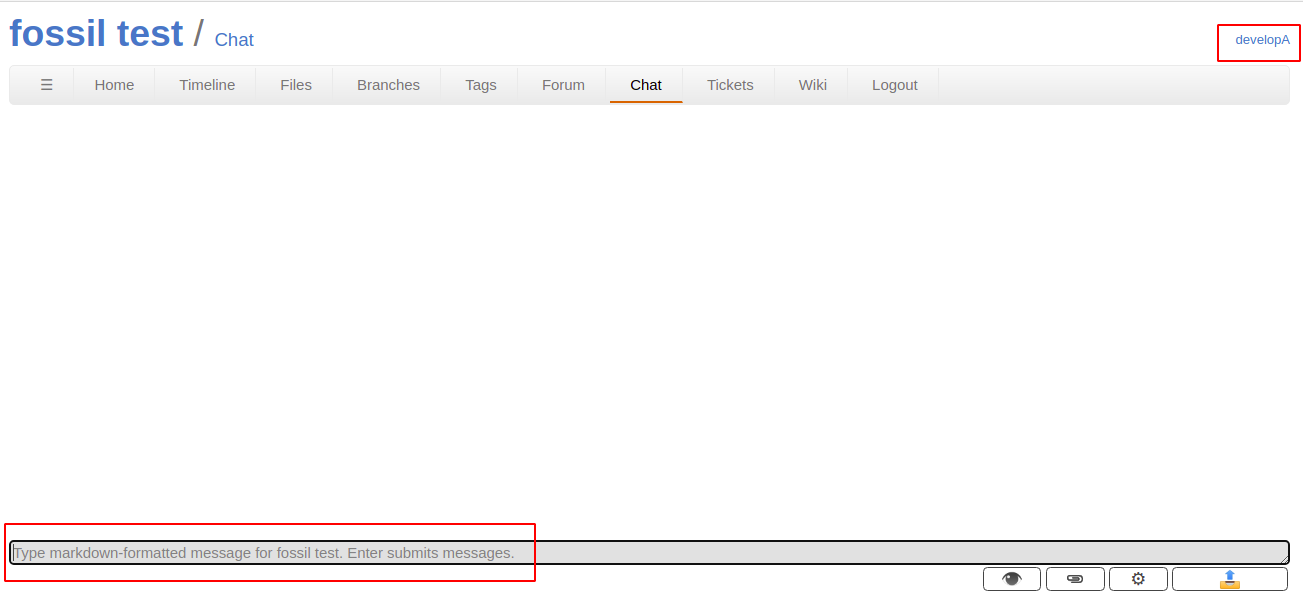 fossil test / Chat
developA
☰ Home Timeline Files Branches Tags Forum Chat Tickets Wiki Logout
Type markdown-formatted message for fossil test. Enter submits messages.